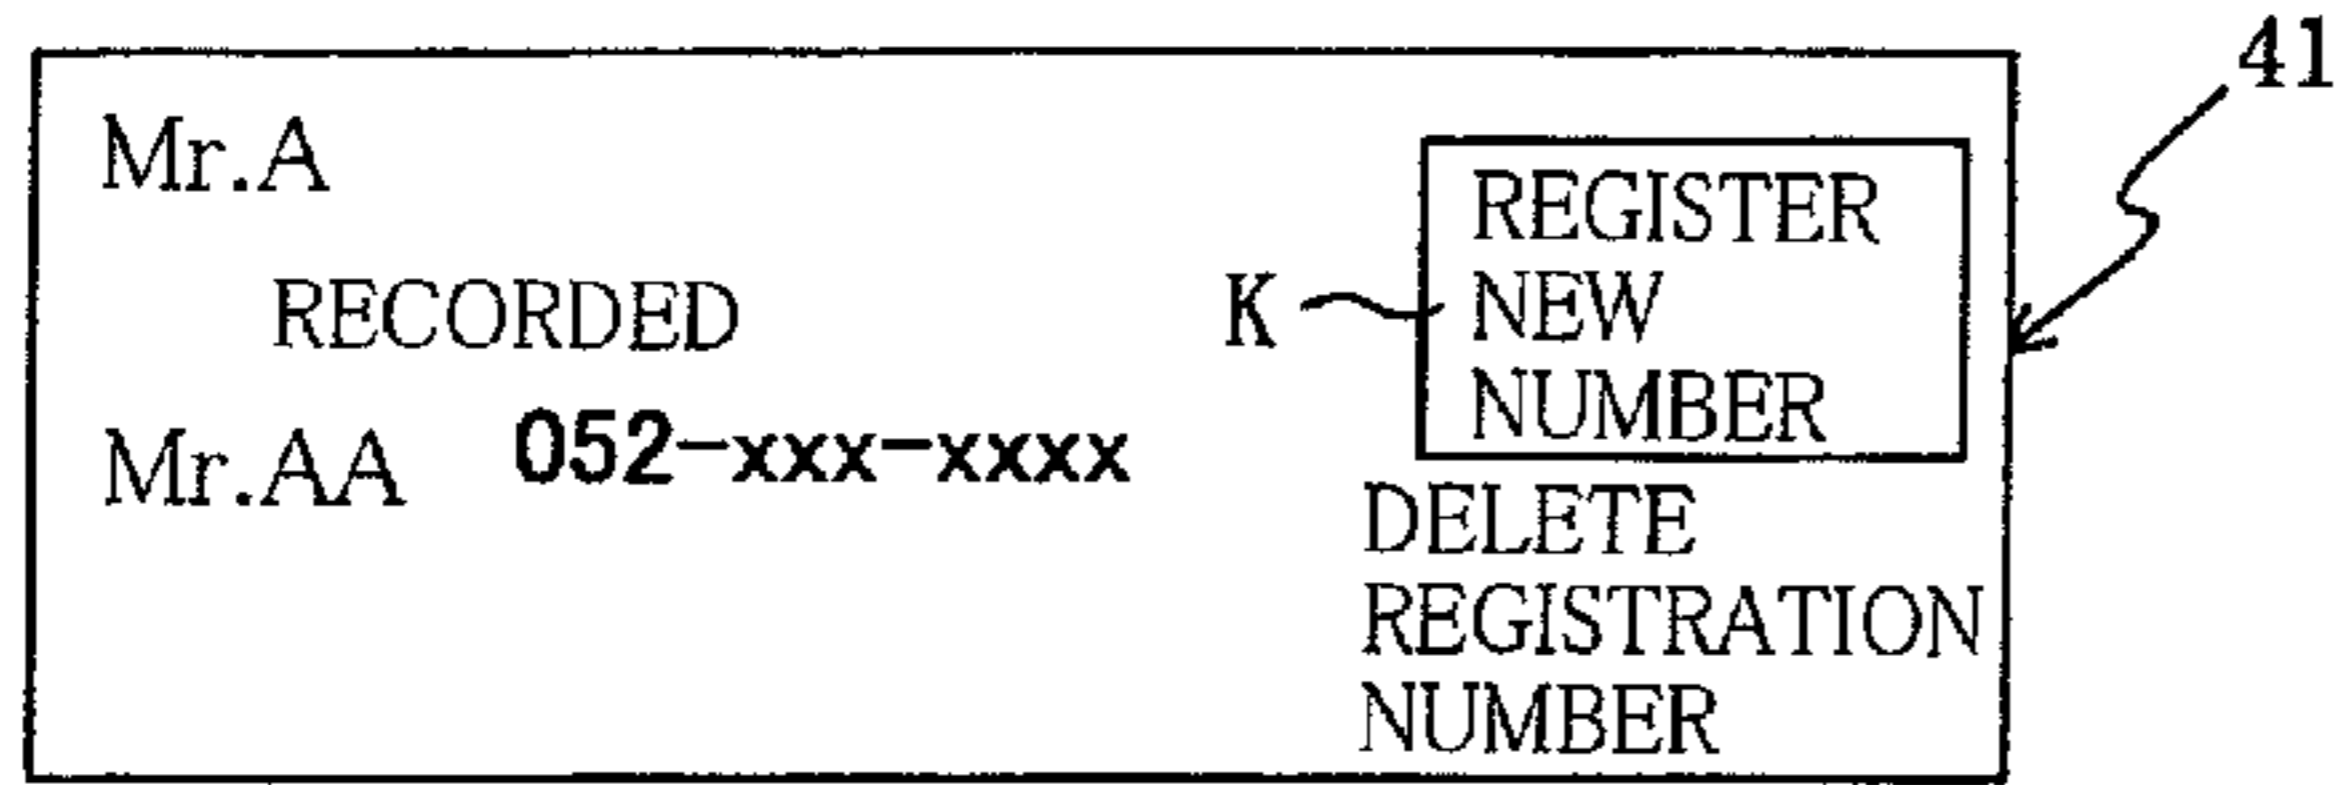 41
Mr.A
RECORDED
Mr.AA 052-xxx-xxxx
K
REGISTER
NEW
NUMBER
DELETE
REGISTRATION
NUMBER